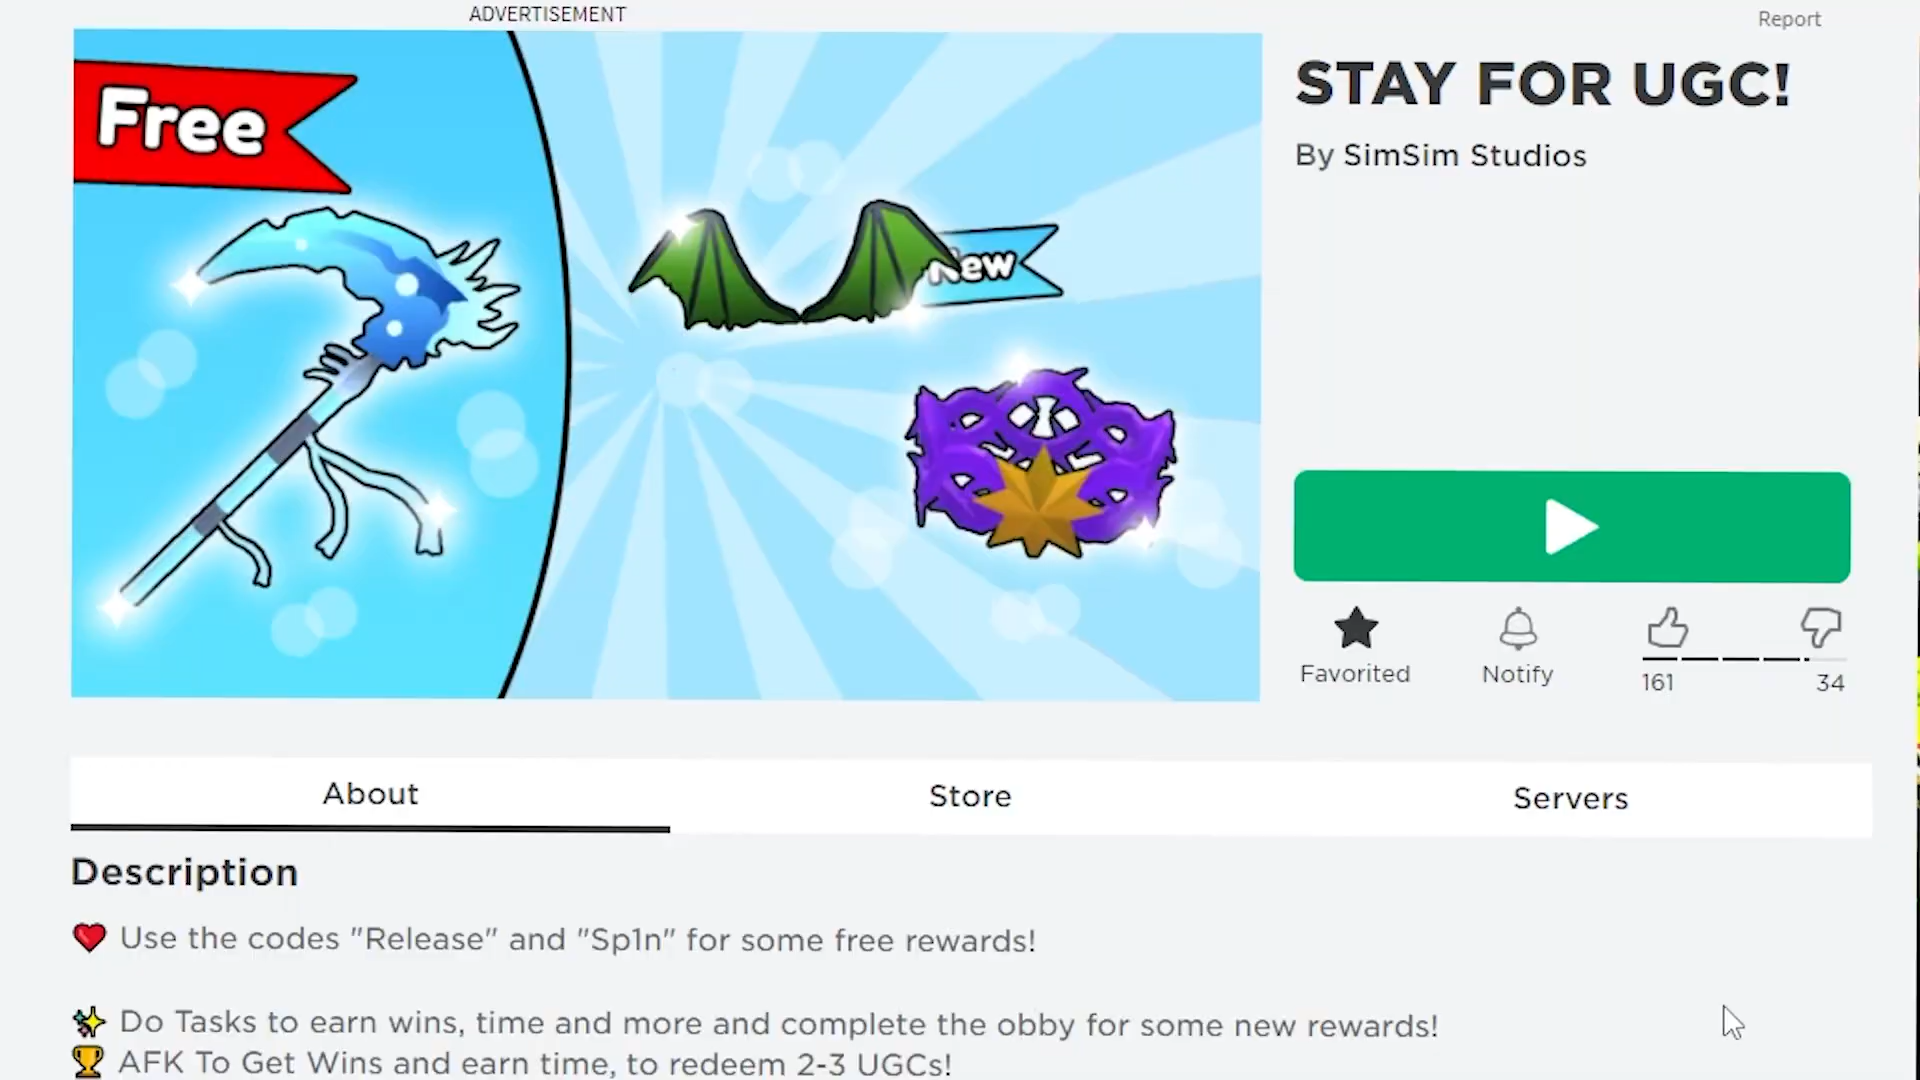 ADVERTISEMENT
Report
Free
New
STAY FOR UGC!
By SimSim Studios
Favorited
Notify
161
34
About
Store
Servers
Description
Use the codes "Release" and "Sp1n" for some free rewards!
Do Tasks to earn wins, time and more and complete the obby for some new rewards!
AFK To Get Wins and earn time, to redeem 2-3 UGCs!